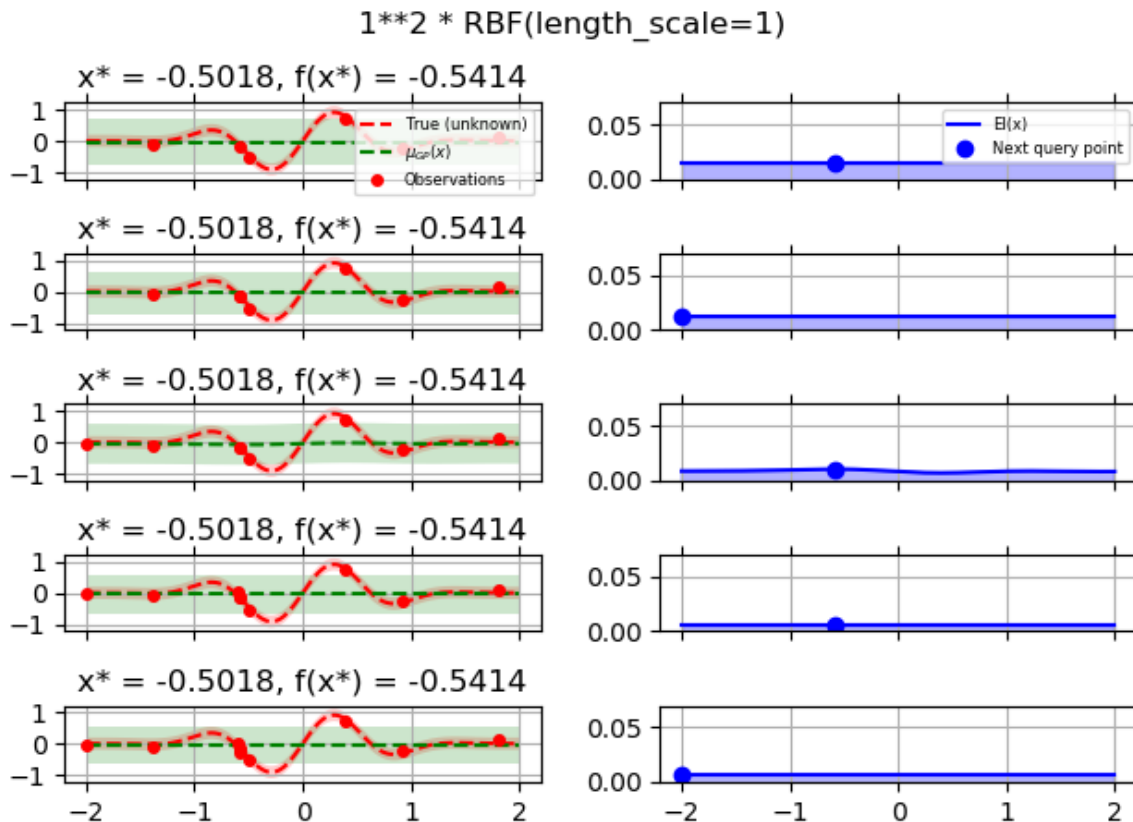 1**2 * RBF(length_scale=1)
x* = -0.5018, f(x*) = -0.5414
1
0
−1
True (unknown)
μGP(x)
Observations
0.05
0.00
EI(x)
Next query point
x* = -0.5018, f(x*) = -0.5414
1
0
−1
0.05
0.00
x* = -0.5018, f(x*) = -0.5414
1
0
−1
0.05
0.00
x* = -0.5018, f(x*) = -0.5414
1
0
−1
0.05
0.00
x* = -0.5018, f(x*) = -0.5414
1
0
−1
−2 −1 0 1 2
0.05
0.00
−2 −1 0 1 2